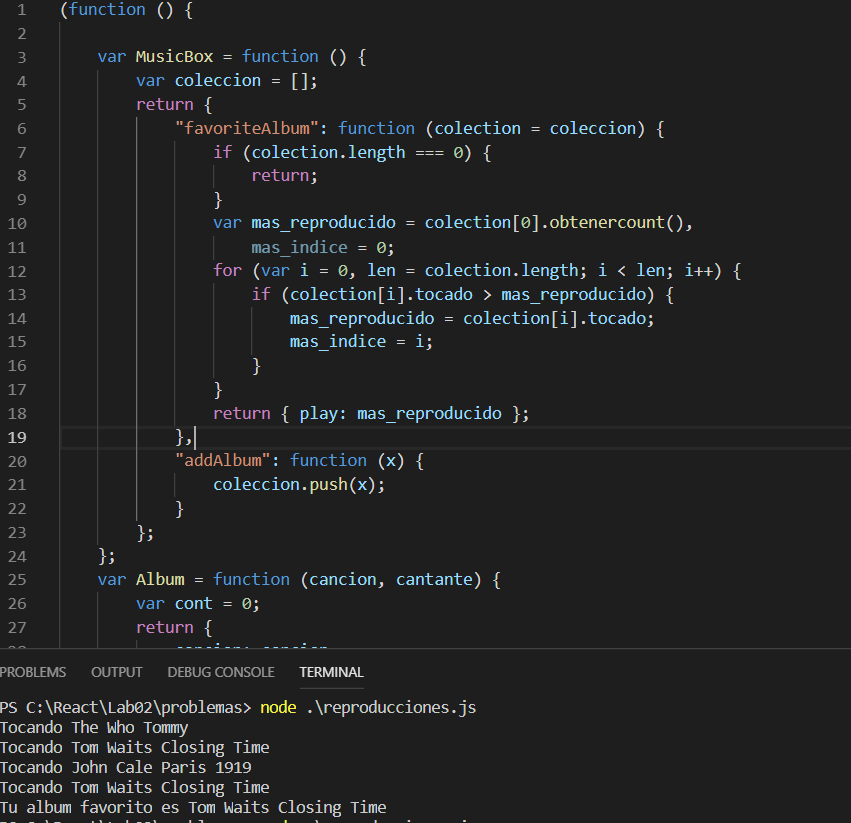 1 (function () {
2
3 var MusicBox = function () {
4 var coleccion = [];
5 return {
6 "favoriteAlbum": function (colection = coleccion) {
7 if (colection.length === 0) {
8 return;
9 }
10 var mas_reproducido = colection[0].obtenercount(),
11 mas_indice = 0;
12 for (var i = 0, len = colection.length; i < len; i++) {
13 if (colection[i].tocado > mas_reproducido) {
14 mas_reproducido = colection[i].tocado;
15 mas_indice = i;
16 }
17 }
18 return { play: mas_reproducido };
19 },
20 "addAlbum": function (x) {
21 coleccion.push(x);
22 }
23 };
24 };
25 var Album = function (cancion, cantante) {
26 var cont = 0;
27 return {
PROBLEMS OUTPUT DEBUG CONSOLE TERMINAL
PS C:\React\Lab02\problemas> node .\reproducciones.js
Tocando The Who Tommy
Tocando Tom Waits Closing Time
Tocando John Cale Paris 1919
Tocando Tom Waits Closing Time
Tu album favorito es Tom Waits Closing Time